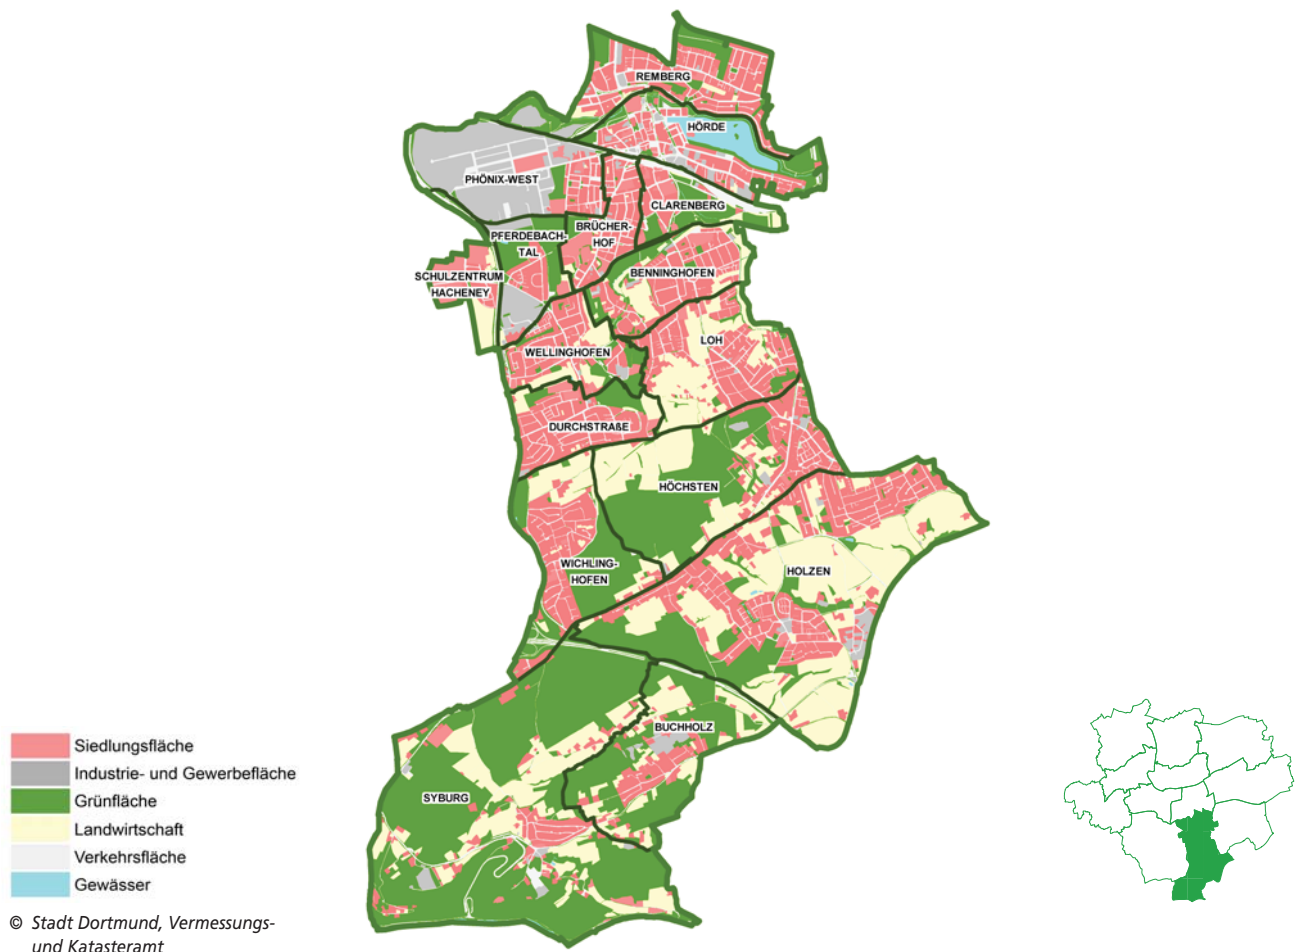 REMBERG
HÖRDE
PHÖNIX-WEST
CLARENBERG
BRÜCHER-
HOF
PFERDEBACH-
TAL
BENNINGHOFEN
SCHULZENTRUM
HACHENEY
LOH
WELLINGHOFEN
DURCHSTRAßE
HÖCHSTEN
WICHLING-
HOFEN
HOLZEN
BUCHHOLZ
SYBURG
Siedlungsfläche
Industrie- und Gewerbefläche
Grünfläche
Landwirtschaft
Verkehrsfläche
Gewässer
© Stadt Dortmund, Vermessungs-
und Katasteramt